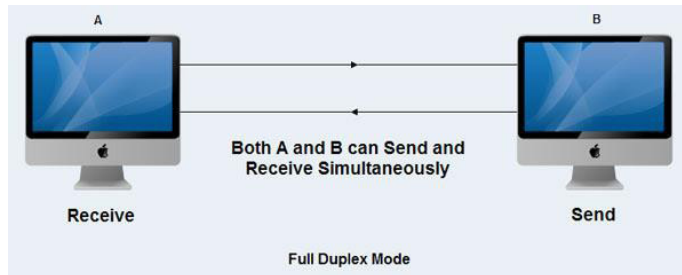 A
B
Both A and B can Send and
Receive Simultaneously
Receive
Send
Full Duplex Mode